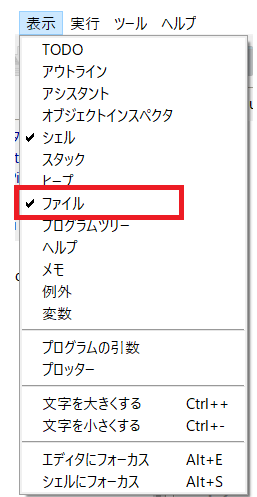 表示 実行 ツール ヘルプ
TODO
アウトライン
アシスタント
オブジェクトインスペクタ
✓ シェル
スタック
ヒープ
✓ ファイル
プログラムツリー
ヘルプ
メモ
例外
変数
プログラムの引数
プロッター
文字を大きくする Ctrl++
文字を小さくする Ctrl+-
エディタにフォーカス Alt+E
シェルにフォーカス Alt+S